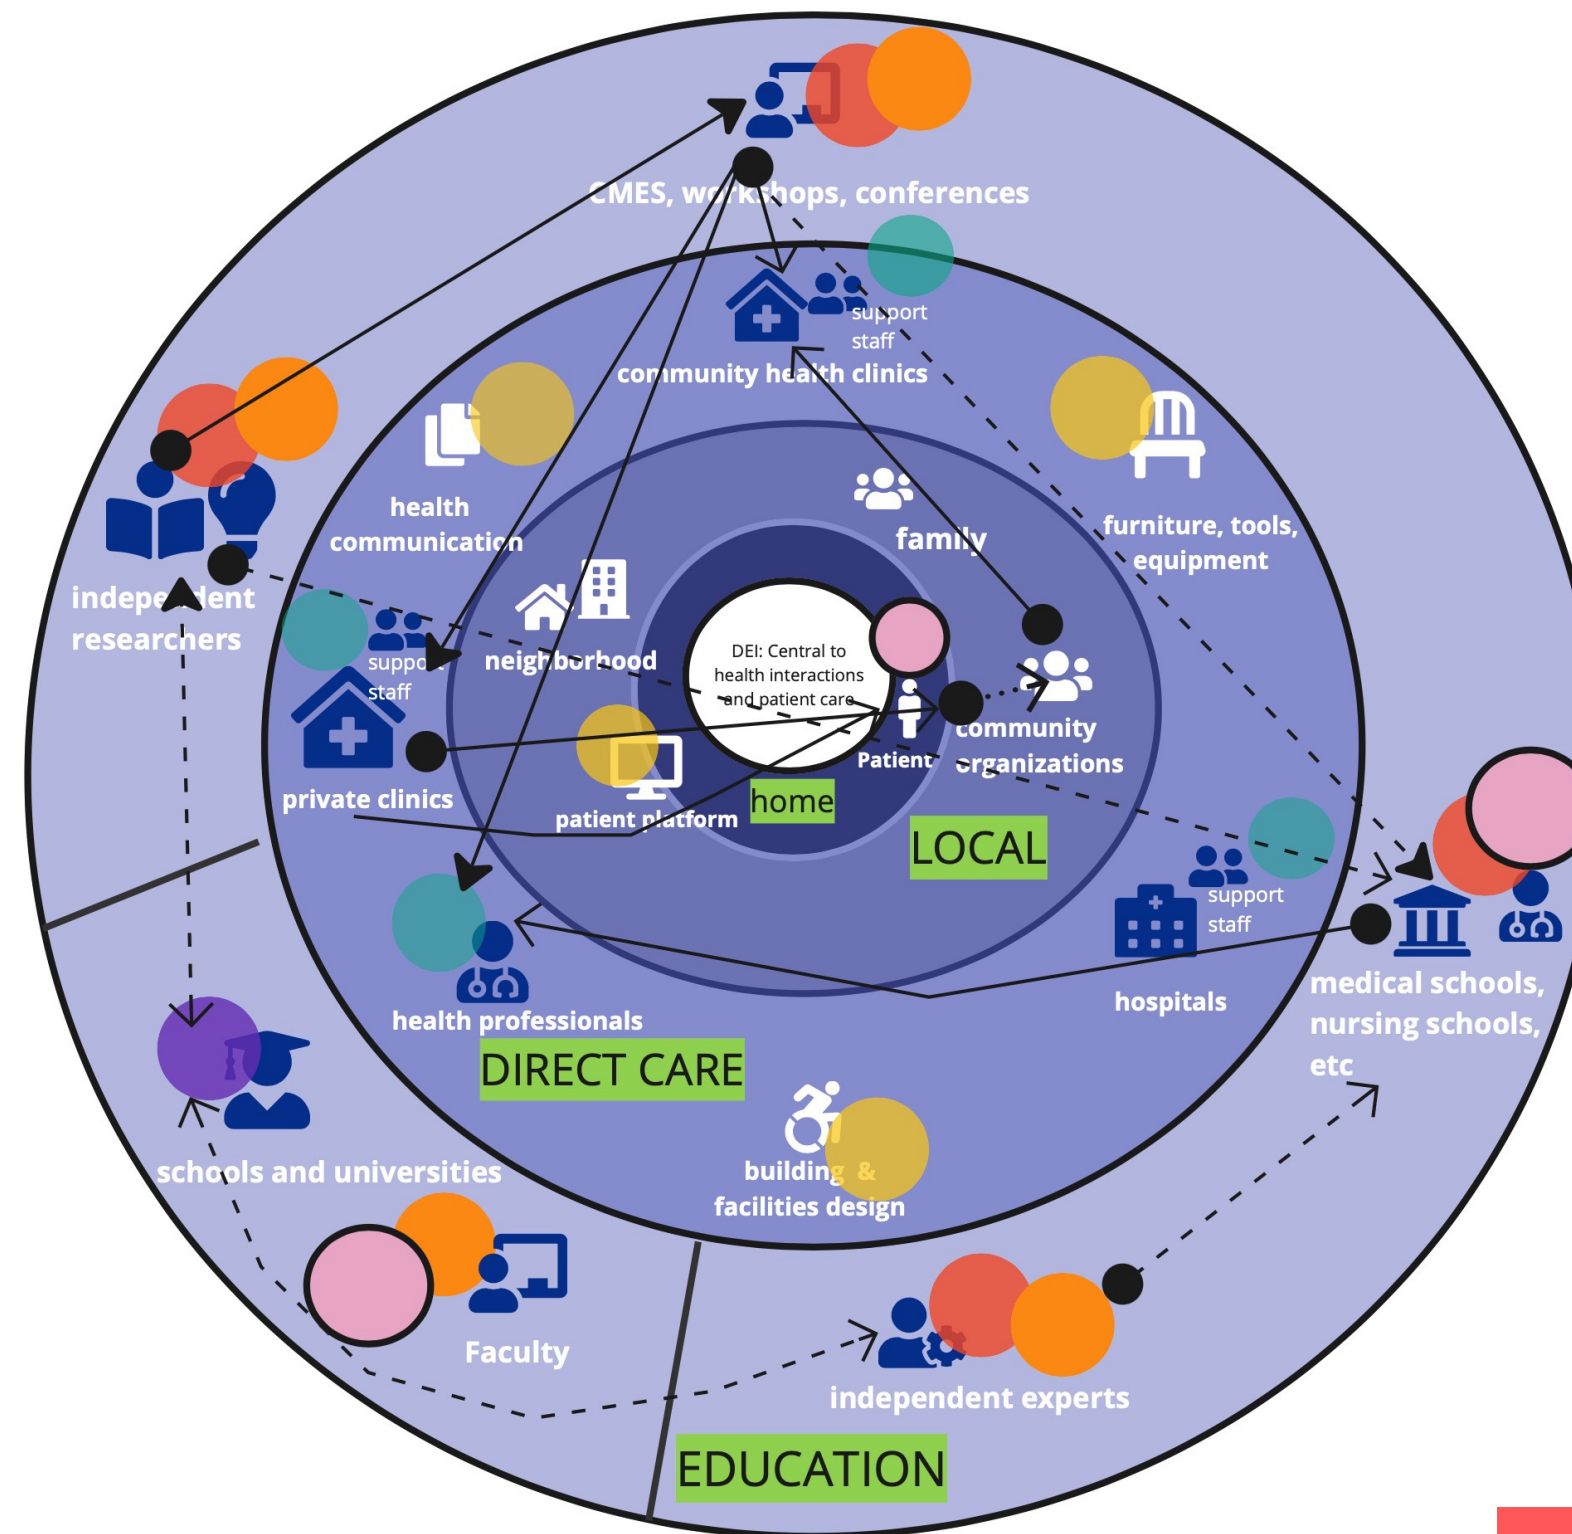 CMES, workshops, conferences
support
staff
community health clinics
health
communication
family
furniture, tools,
equipment
independent
researchers
support
staff
neighborhood
DEI: Central to
health interactions
and patient care
Patient
community
organizations
private clinics
patient platform
home
LOCAL
support
staff
hospitals
medical schools,
nursing schools,
etc
health professionals
DIRECT CARE
building &
facilities design
schools and universities
Faculty
independent experts
EDUCATION